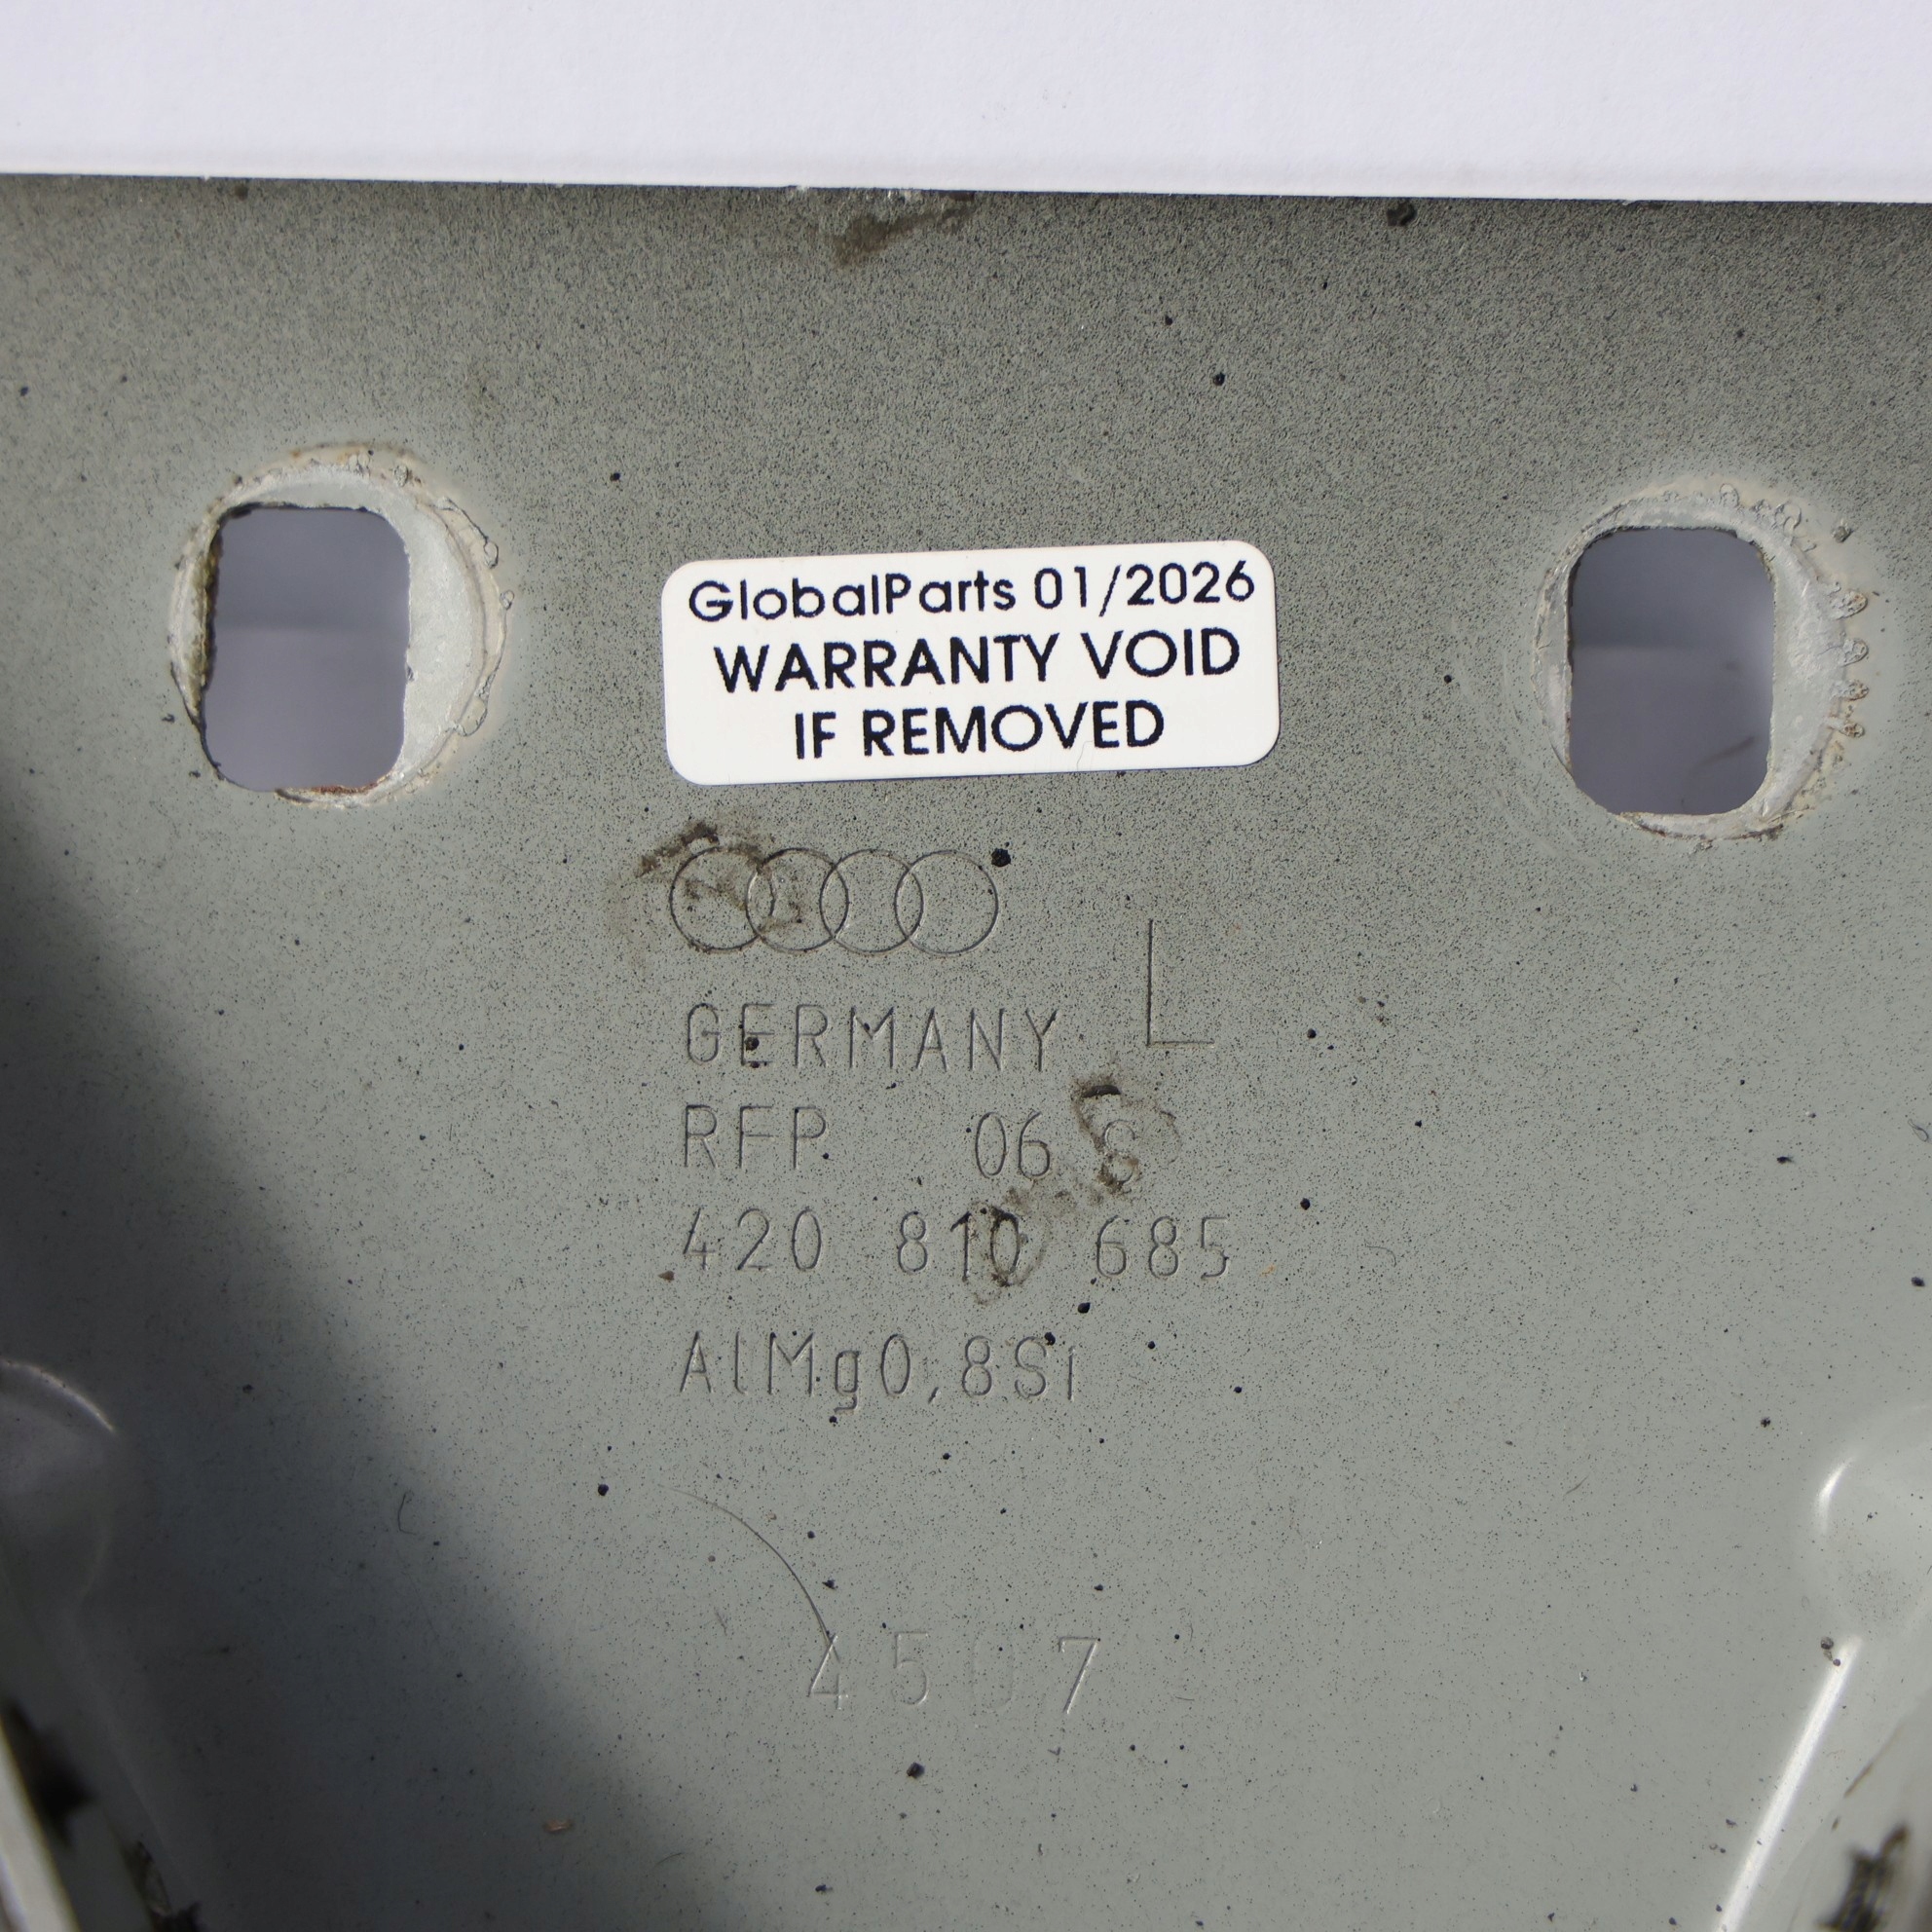 GlobalParts 01/2026
WARRANTY VOID
IF REMOVED
L
GERMANY
RFP 06
420 810 685
AlMg0,8Si
4507